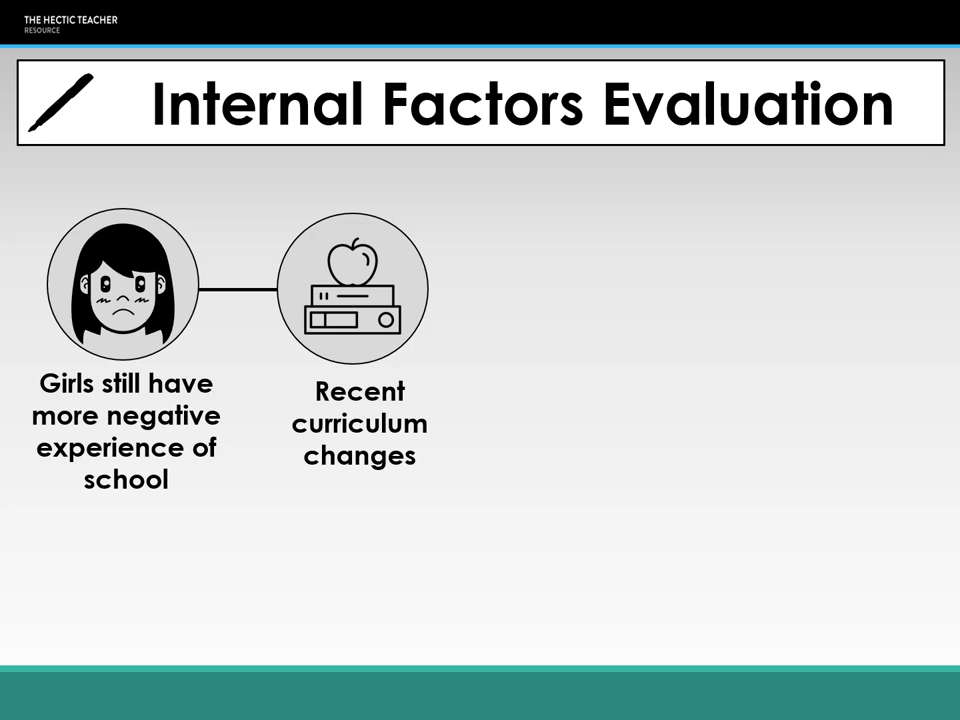 THE HECTIC TEACHER
RESOURCE
Internal Factors Evaluation
Girls still have
more negative
experience of
school
Recent
curriculum
changes